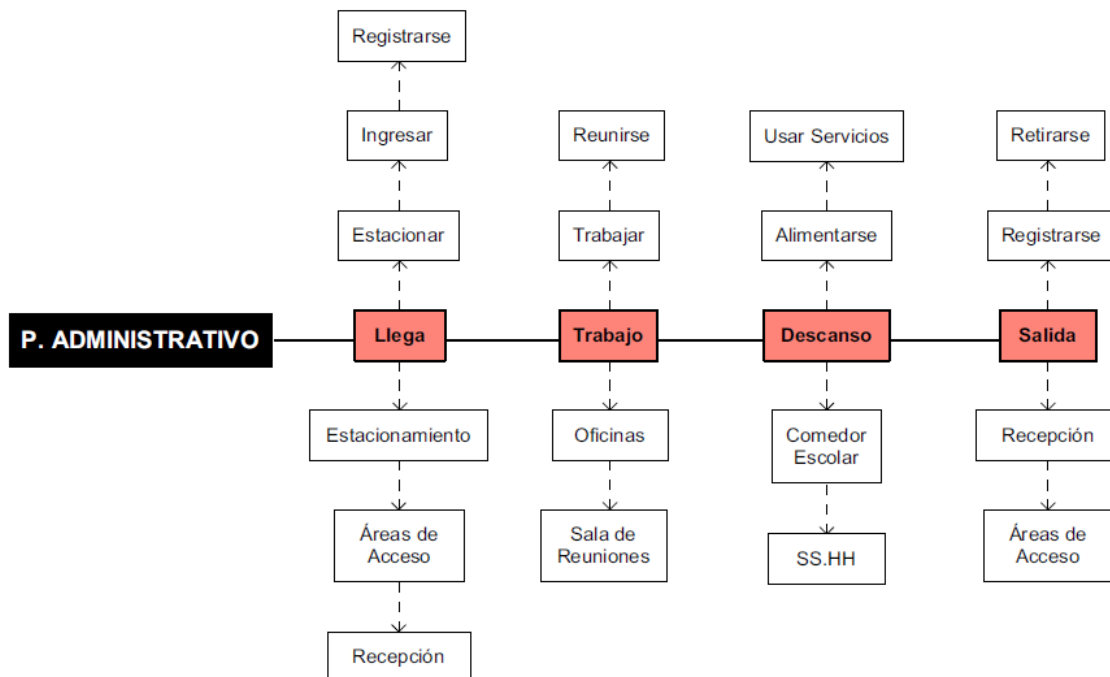 Registrarse
Ingresar
Reunirse
Usar Servicios
Retirarse
Estacionar
Trabajar
Alimentarse
Registrarse
P. ADMINISTRATIVO
Llega
Trabajo
Descanso
Salida
Estacionamiento
Oficinas
Comedor
Escolar
Recepción
Áreas de
Acceso
Sala de
Reuniones
SS.HH
Áreas de
Acceso
Recepción